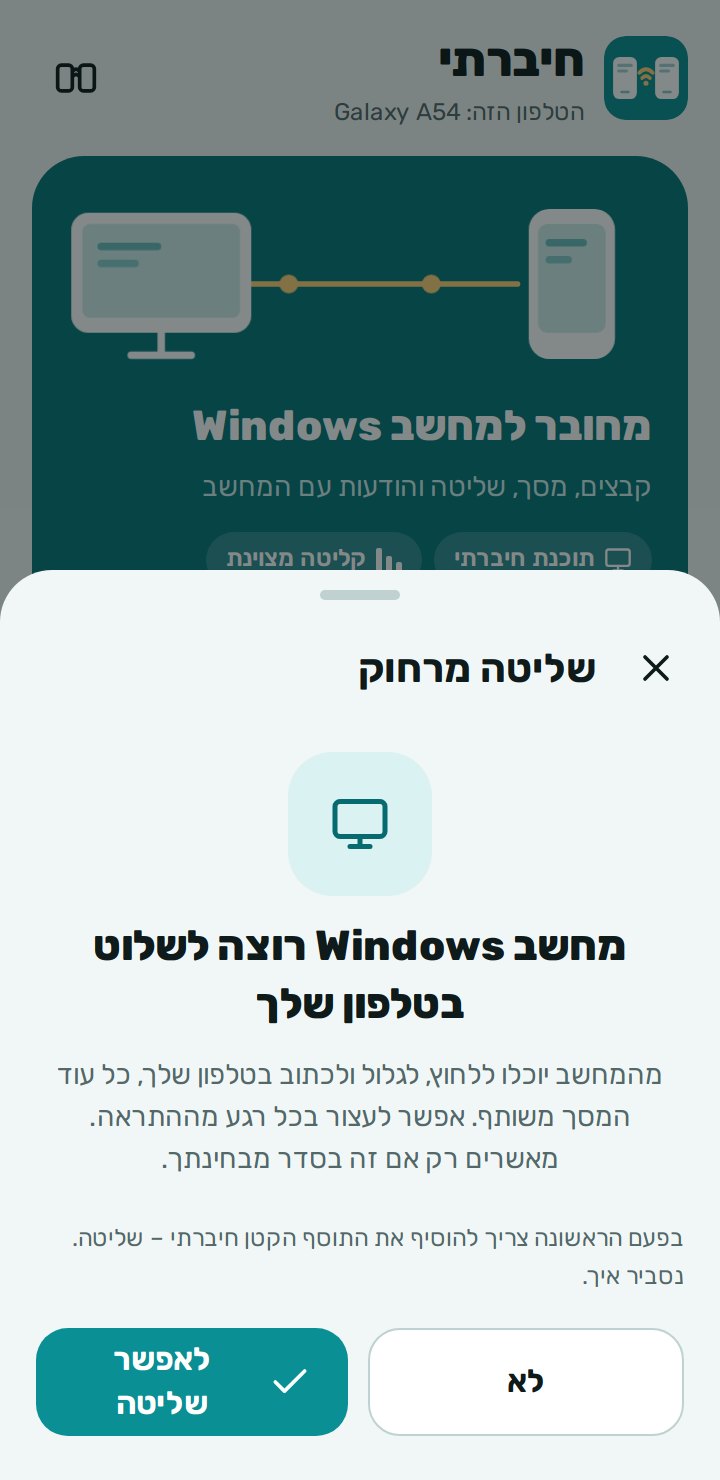 חיברתי
הטלפון הזה: Galaxy A54
מחובר למחשב Windows
קבצים, מסך, שליטה והודעות עם המחשב
תוכנת חיברתי
קליטה מצוינת
שליטה מרחוק
מחשב Windows רוצה לשלוט
בטלפון שלך
מהמחשב יוכלו ללחוץ, לגלול ולכתוב בטלפון שלך, כל עוד
המסך משותף. אפשר לעצור בכל רגע מההתראה.
מאשרים רק אם זה בסדר מבחינתך.
בפעם הראשונה צריך להוסיף את התוסף הקטן חיברתי – שליטה.
נסביר איך.
לא
לאפשר
שליטה